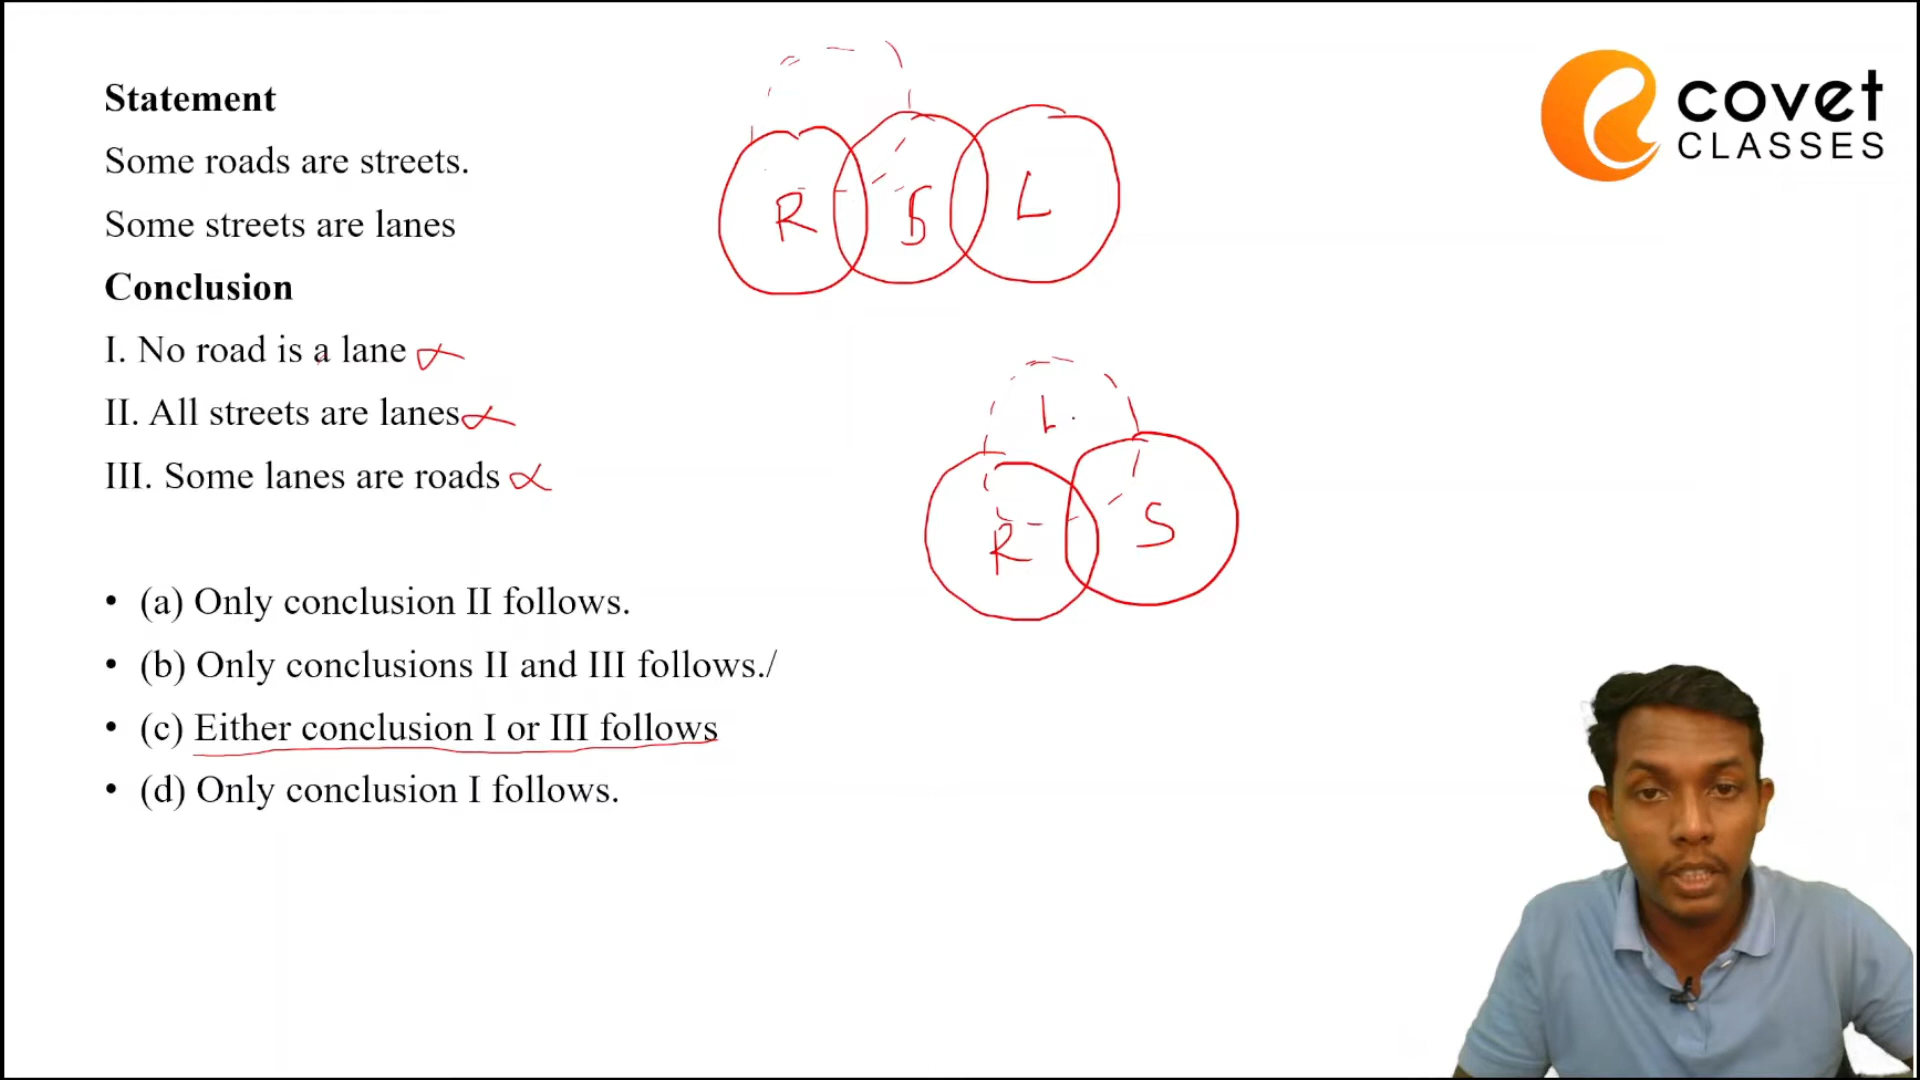 Statement
Some roads are streets.
Some streets are lanes
Conclusion
I. No road is a lane
II. All streets are lanes
III. Some lanes are roads
• (a) Only conclusion II follows.
• (b) Only conclusions II and III follows./
• (c) Either conclusion I or III follows
• (d) Only conclusion I follows.
R S L
L
R S
covet
CLASSES